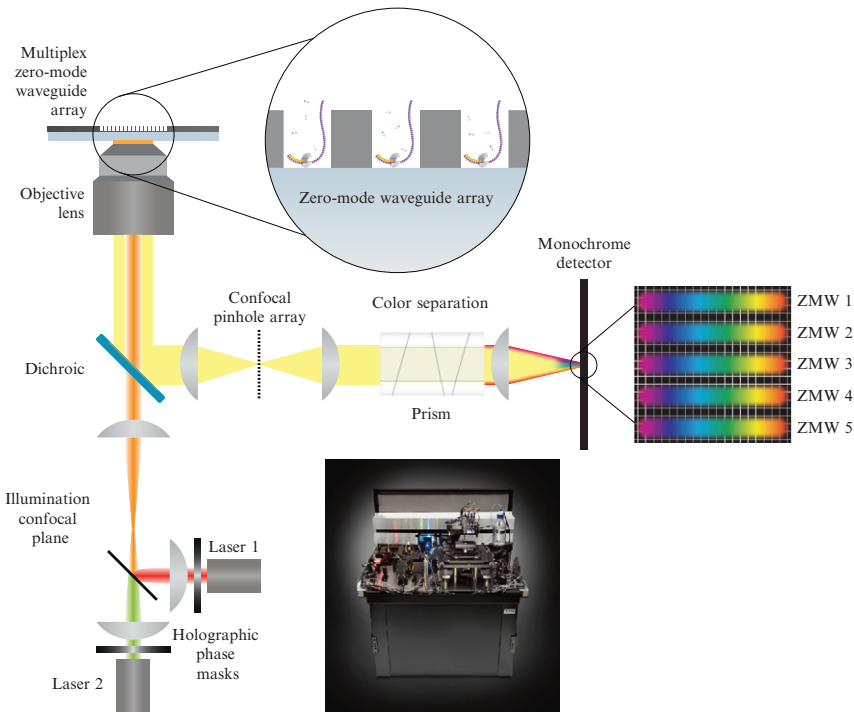 Multiplex
zero-mode
waveguide
array
Objective
lens
Zero-mode waveguide array
Monochrome
detector
Confocal
pinhole array
Color separation
ZMW 1
ZMW 2
ZMW 3
ZMW 4
ZMW 5
Dichroic
Prism
Illumination
confocal
plane
Laser 1
Holographic
phase
masks
Laser 2